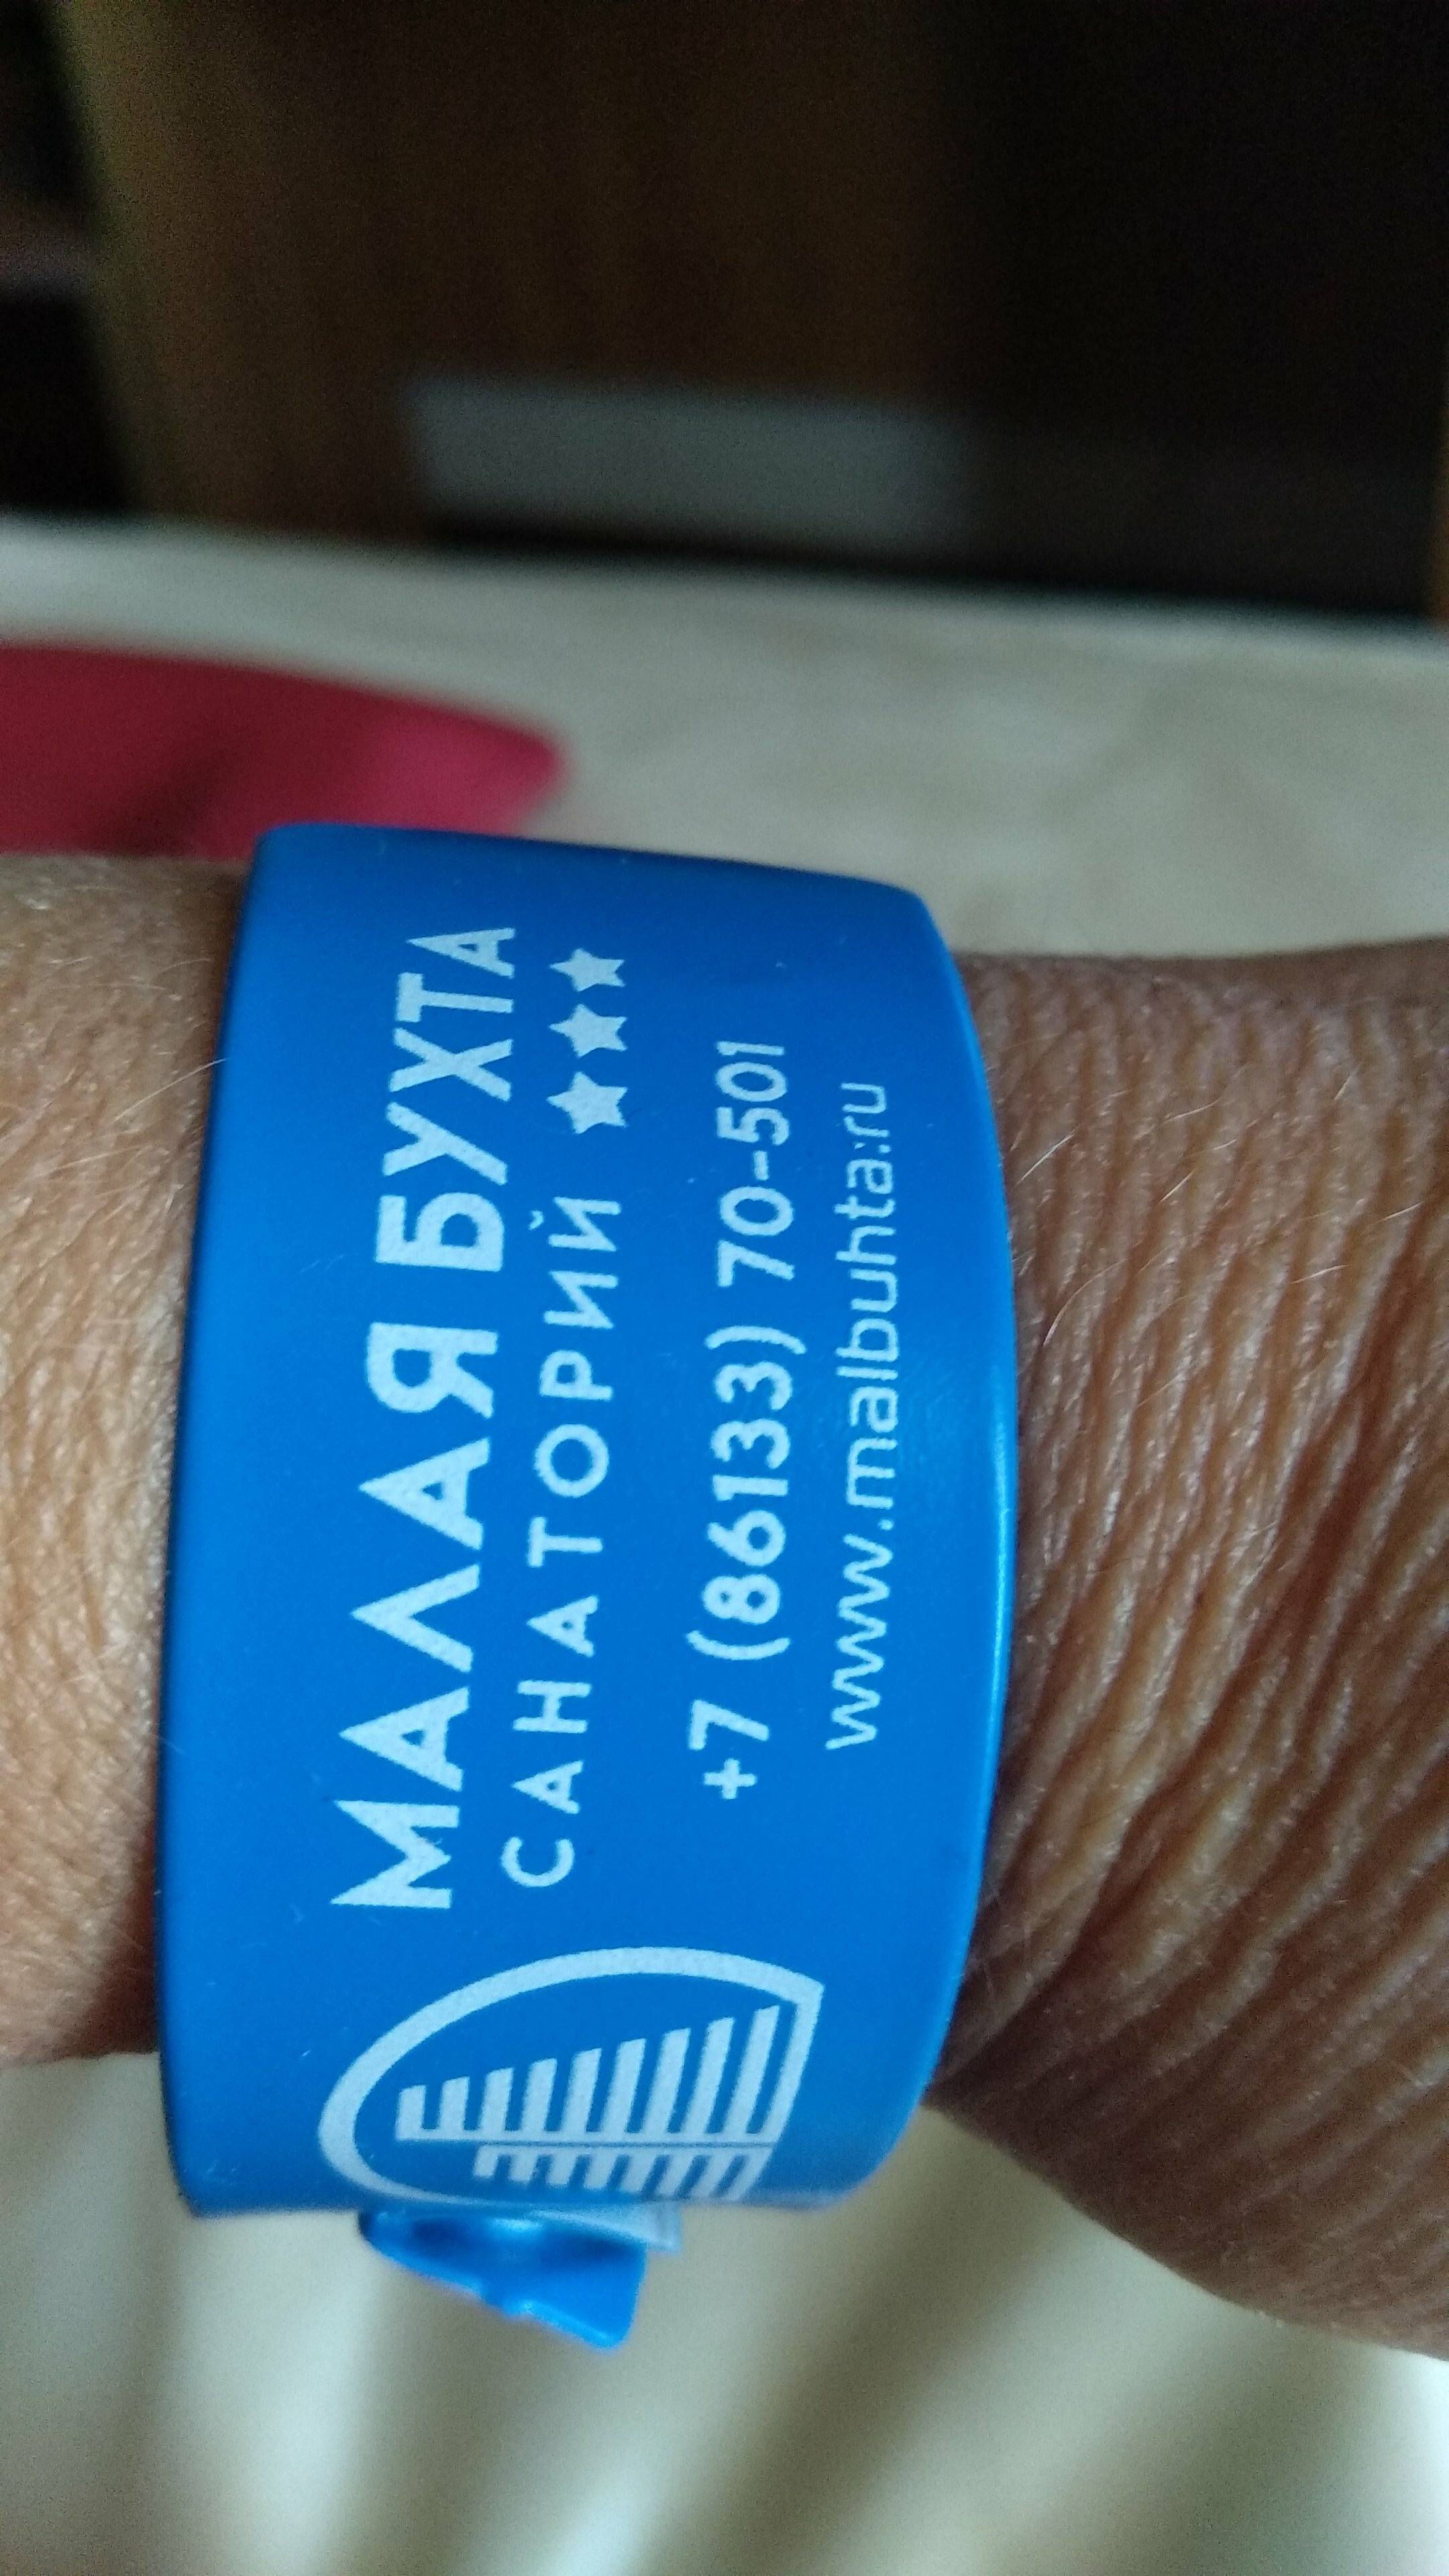 МАЛАЯ БУХТА
САНАТОРИЙ ★★★
+7 (86133) 70-501
www.malbuhta.ru